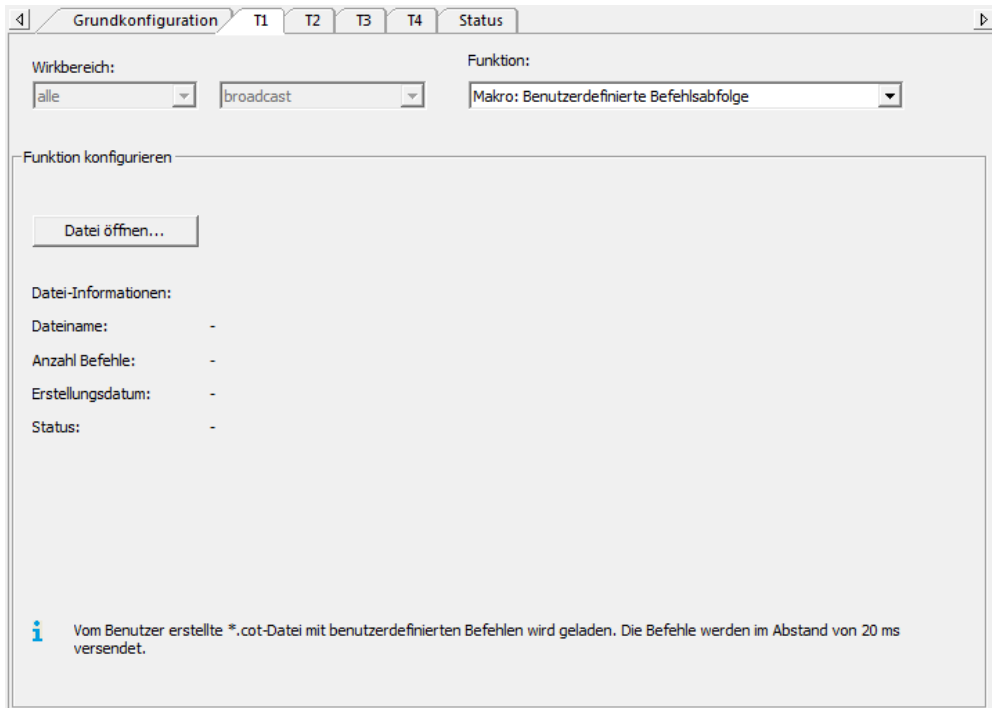 Grundkonfiguration T1 T2 T3 T4 Status
Wirkbereich: Funktion:
alle broadcast Makro: Benutzerdefinierte Befehlsabfolge
Funktion konfigurieren
Datei öffnen...
Datei-Informationen:
Dateiname: -
Anzahl Befehle: -
Erstellungsdatum: -
Status: -
i Vom Benutzer erstellte *.cot-Datei mit benutzerdefinierten Befehlen wird geladen. Die Befehle werden im Abstand von 20 ms
versendet.